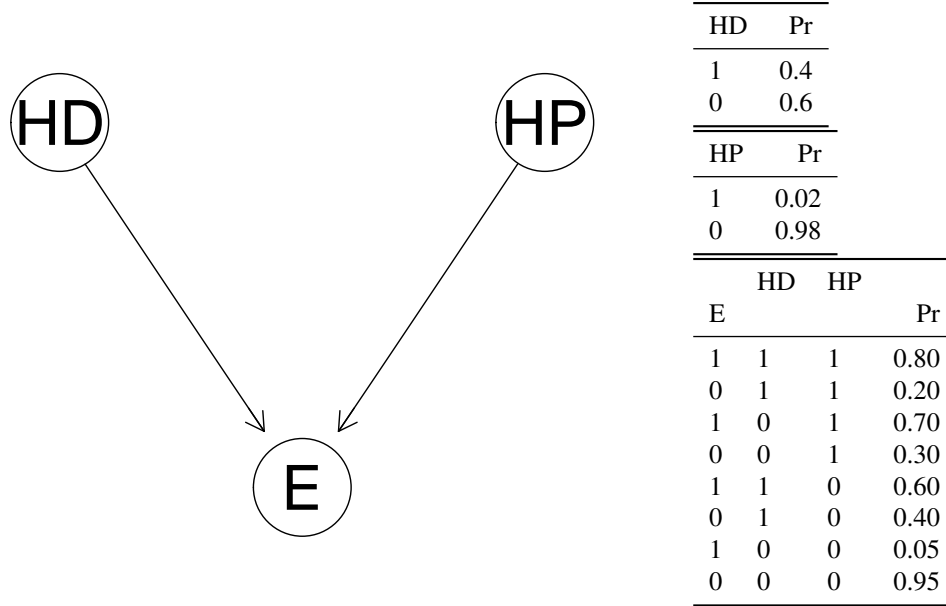 HD
HP
E
HD Pr
1 0.4
0 0.6
HP Pr
1 0.02
0 0.98
HD HP
E Pr
1 1 1 0.80
0 1 1 0.20
1 0 1 0.70
0 0 1 0.30
1 1 0 0.60
0 1 0 0.40
1 0 0 0.05
0 0 0 0.95